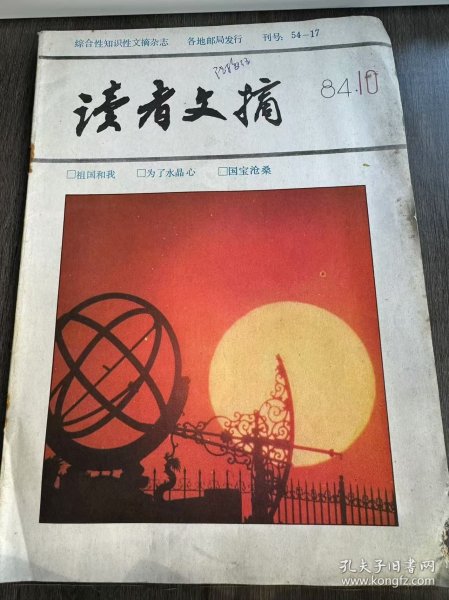 综合性知识性文摘杂志 各地邮局发行 刊号：54—17
读者文摘 84.10
□祖国和我 □为了水晶心 □国宝沧桑
孔夫子旧书网
www.kongfz.com